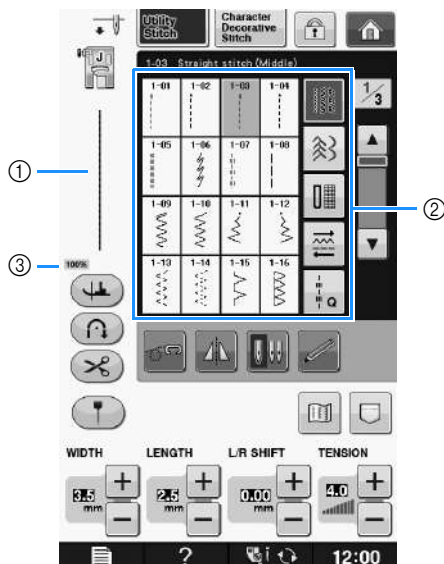 Utility Stitch
Character Decorative Stitch
J
1-03 Straight stitch (Middle)
1-01 1-02 1-03 1-04
1/3
1-05 1-06 1-07 1-08
1-09 1-10 1-11 1-12
1-13 1-14 1-15 1-16
Q
①
②
③
100%
WIDTH LENGTH L/R SHIFT TENSION
3.5 mm 2.5 mm 0.00 mm 4.0
+ + + +
− − − −
? i 12:00